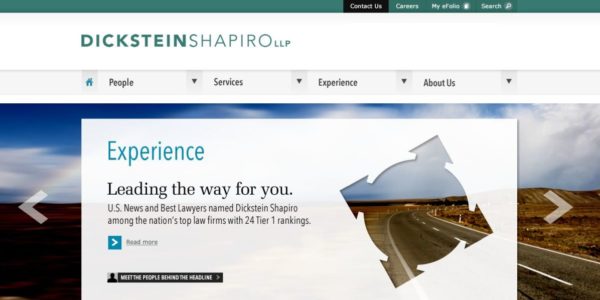 Contact Us Careers My eFolio Search
DICKSTEINSHAPIROLLP
People Services Experience About Us
Experience
Leading the way for you.
U.S. News and Best Lawyers named Dickstein Shapiro
among the nation's top law firms with 24 Tier 1 rankings.
Read more
MEET THE PEOPLE BEHIND THE HEADLINE